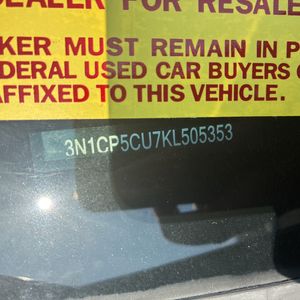 DEALER FOR RESALE
KER MUST REMAIN IN P
DERAL USED CAR BUYERS
AFFIXED TO THIS VEHICLE.
3N1CP5CU7KL505353